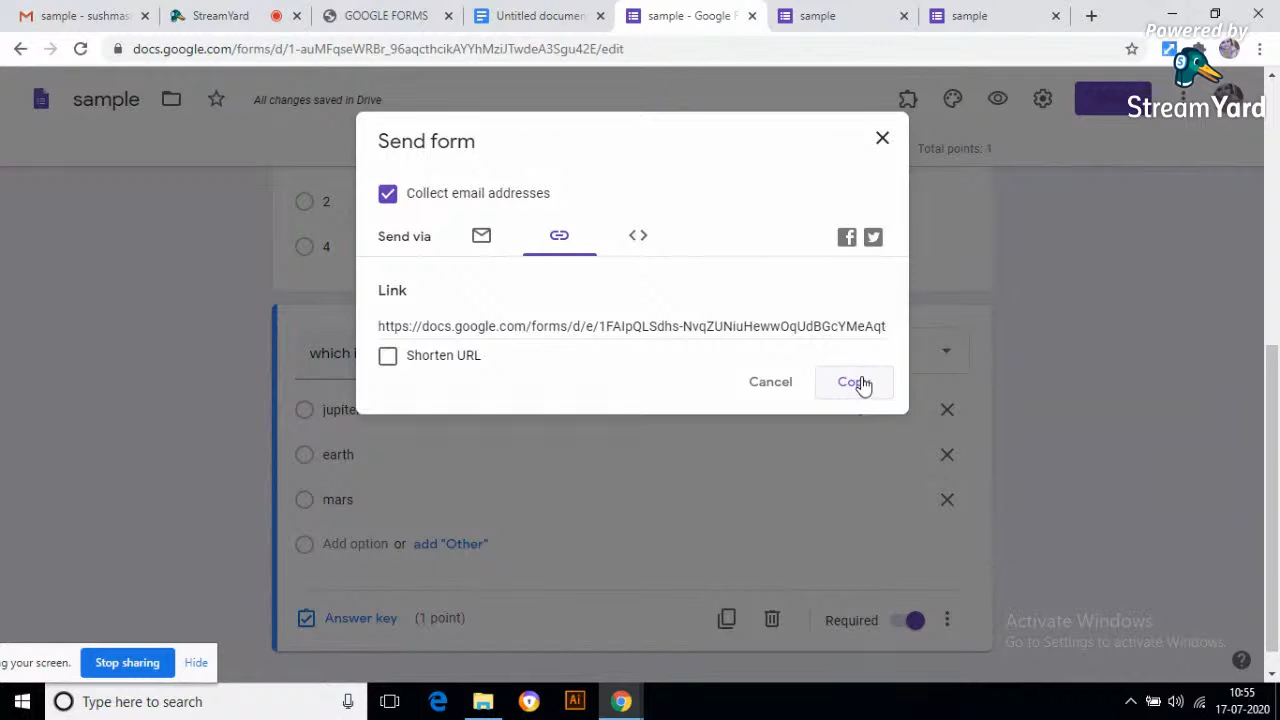 sample - sushmas
StreamYard
GOOGLE FORMS
Untitled documen
sample - Google F
sample
sample
docs.google.com/forms/d/1-auMFqseWRBr_96aqcthcikAYYhMziJTwdeA3Sgu42E/edit
Powered by
StreamYard
sample
All changes saved in Drive
Total points: 1
Send form
Collect email addresses
Send via
Link
https://docs.google.com/forms/d/e/1FAIpQLSdhs-NvqZUNiuHewwOqUdBGcYMeAqt
Shorten URL
Cancel
2
4
which i
jupite
earth
mars
Add option or add "Other"
Answer key (1 point)
Required
Activate Windows
Go to Settings to activate Windows.
g your screen.
Stop sharing
Hide
Type here to search
Ai
10:55
17-07-2020